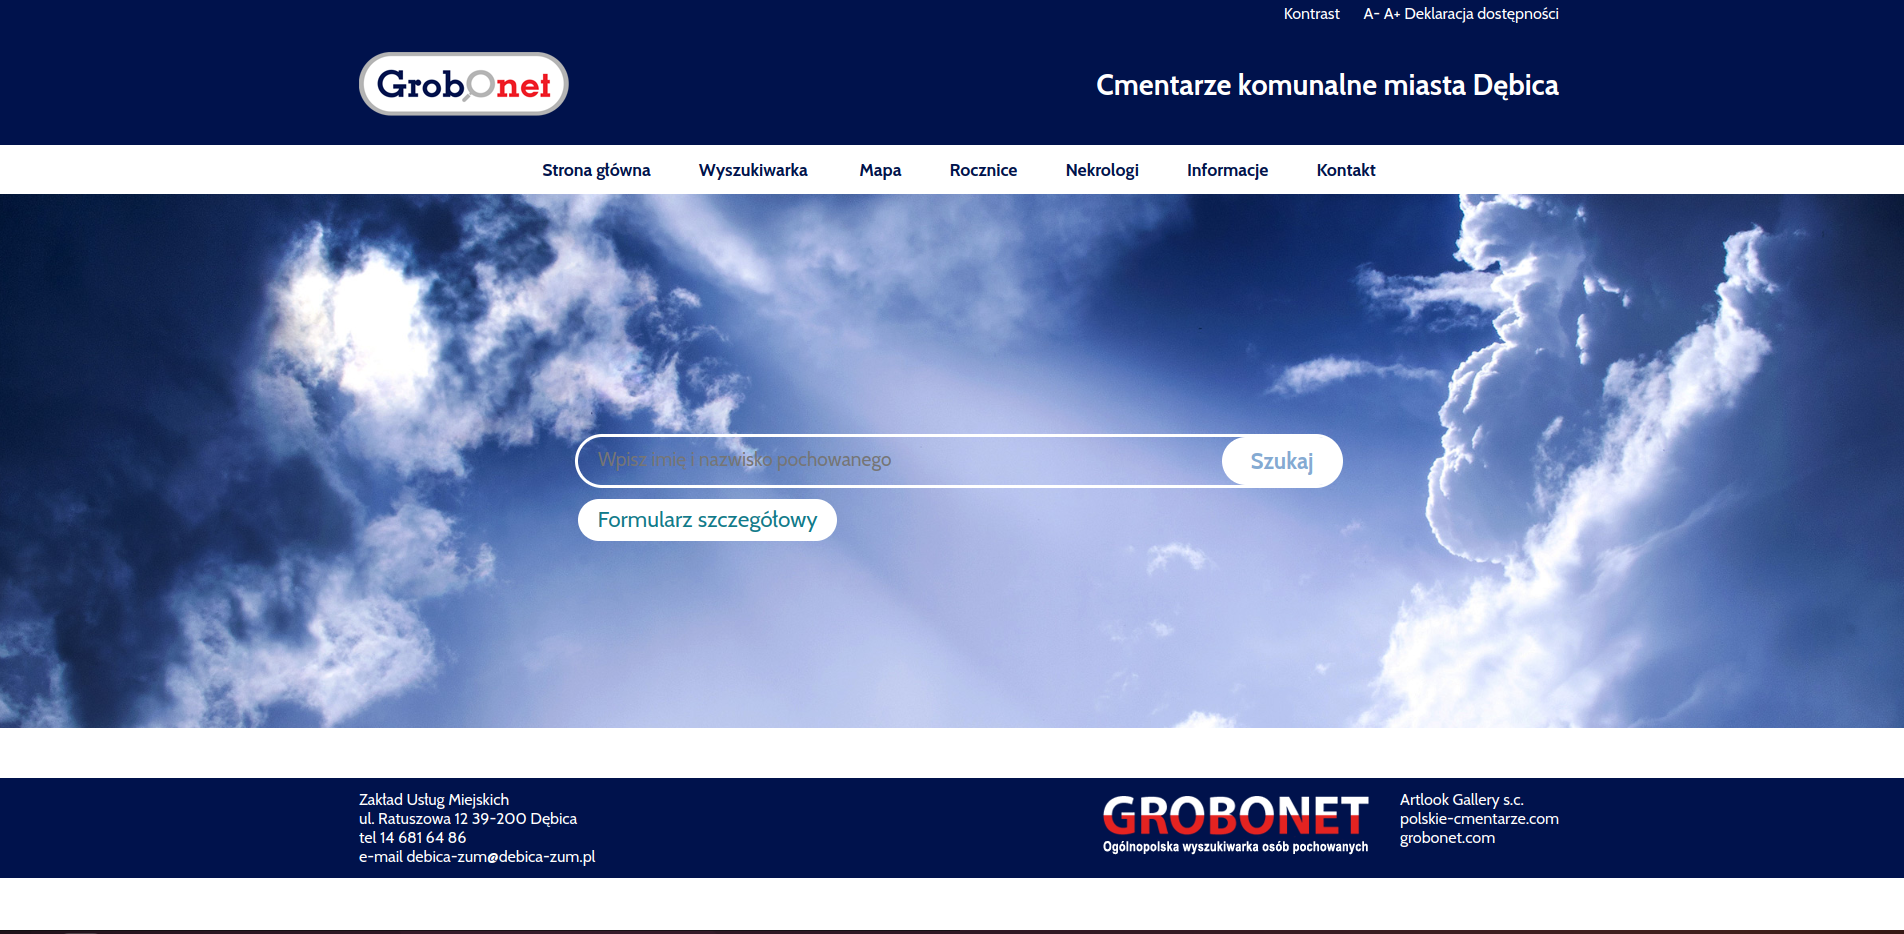 Kontrast A- A+ Deklaracja dostępności
GrobOnet
Cmentarze komunalne miasta Dębica
Strona główna Wyszukiwarka Mapa Rocznice Nekrologi Informacje Kontakt
Wpisz imię i nazwisko pochowanego
Szukaj
Formularz szczegółowy
Zakład Usług Miejskich
ul. Ratuszowa 12 39-200 Dębica
tel 14 681 64 86
e-mail debica-zum@debica-zum.pl
GROBONET
Ogólnopolska wyszukiwarka osób pochowanych
Artlook Gallery s.c.
polskie-cmentarze.com
grobonet.com